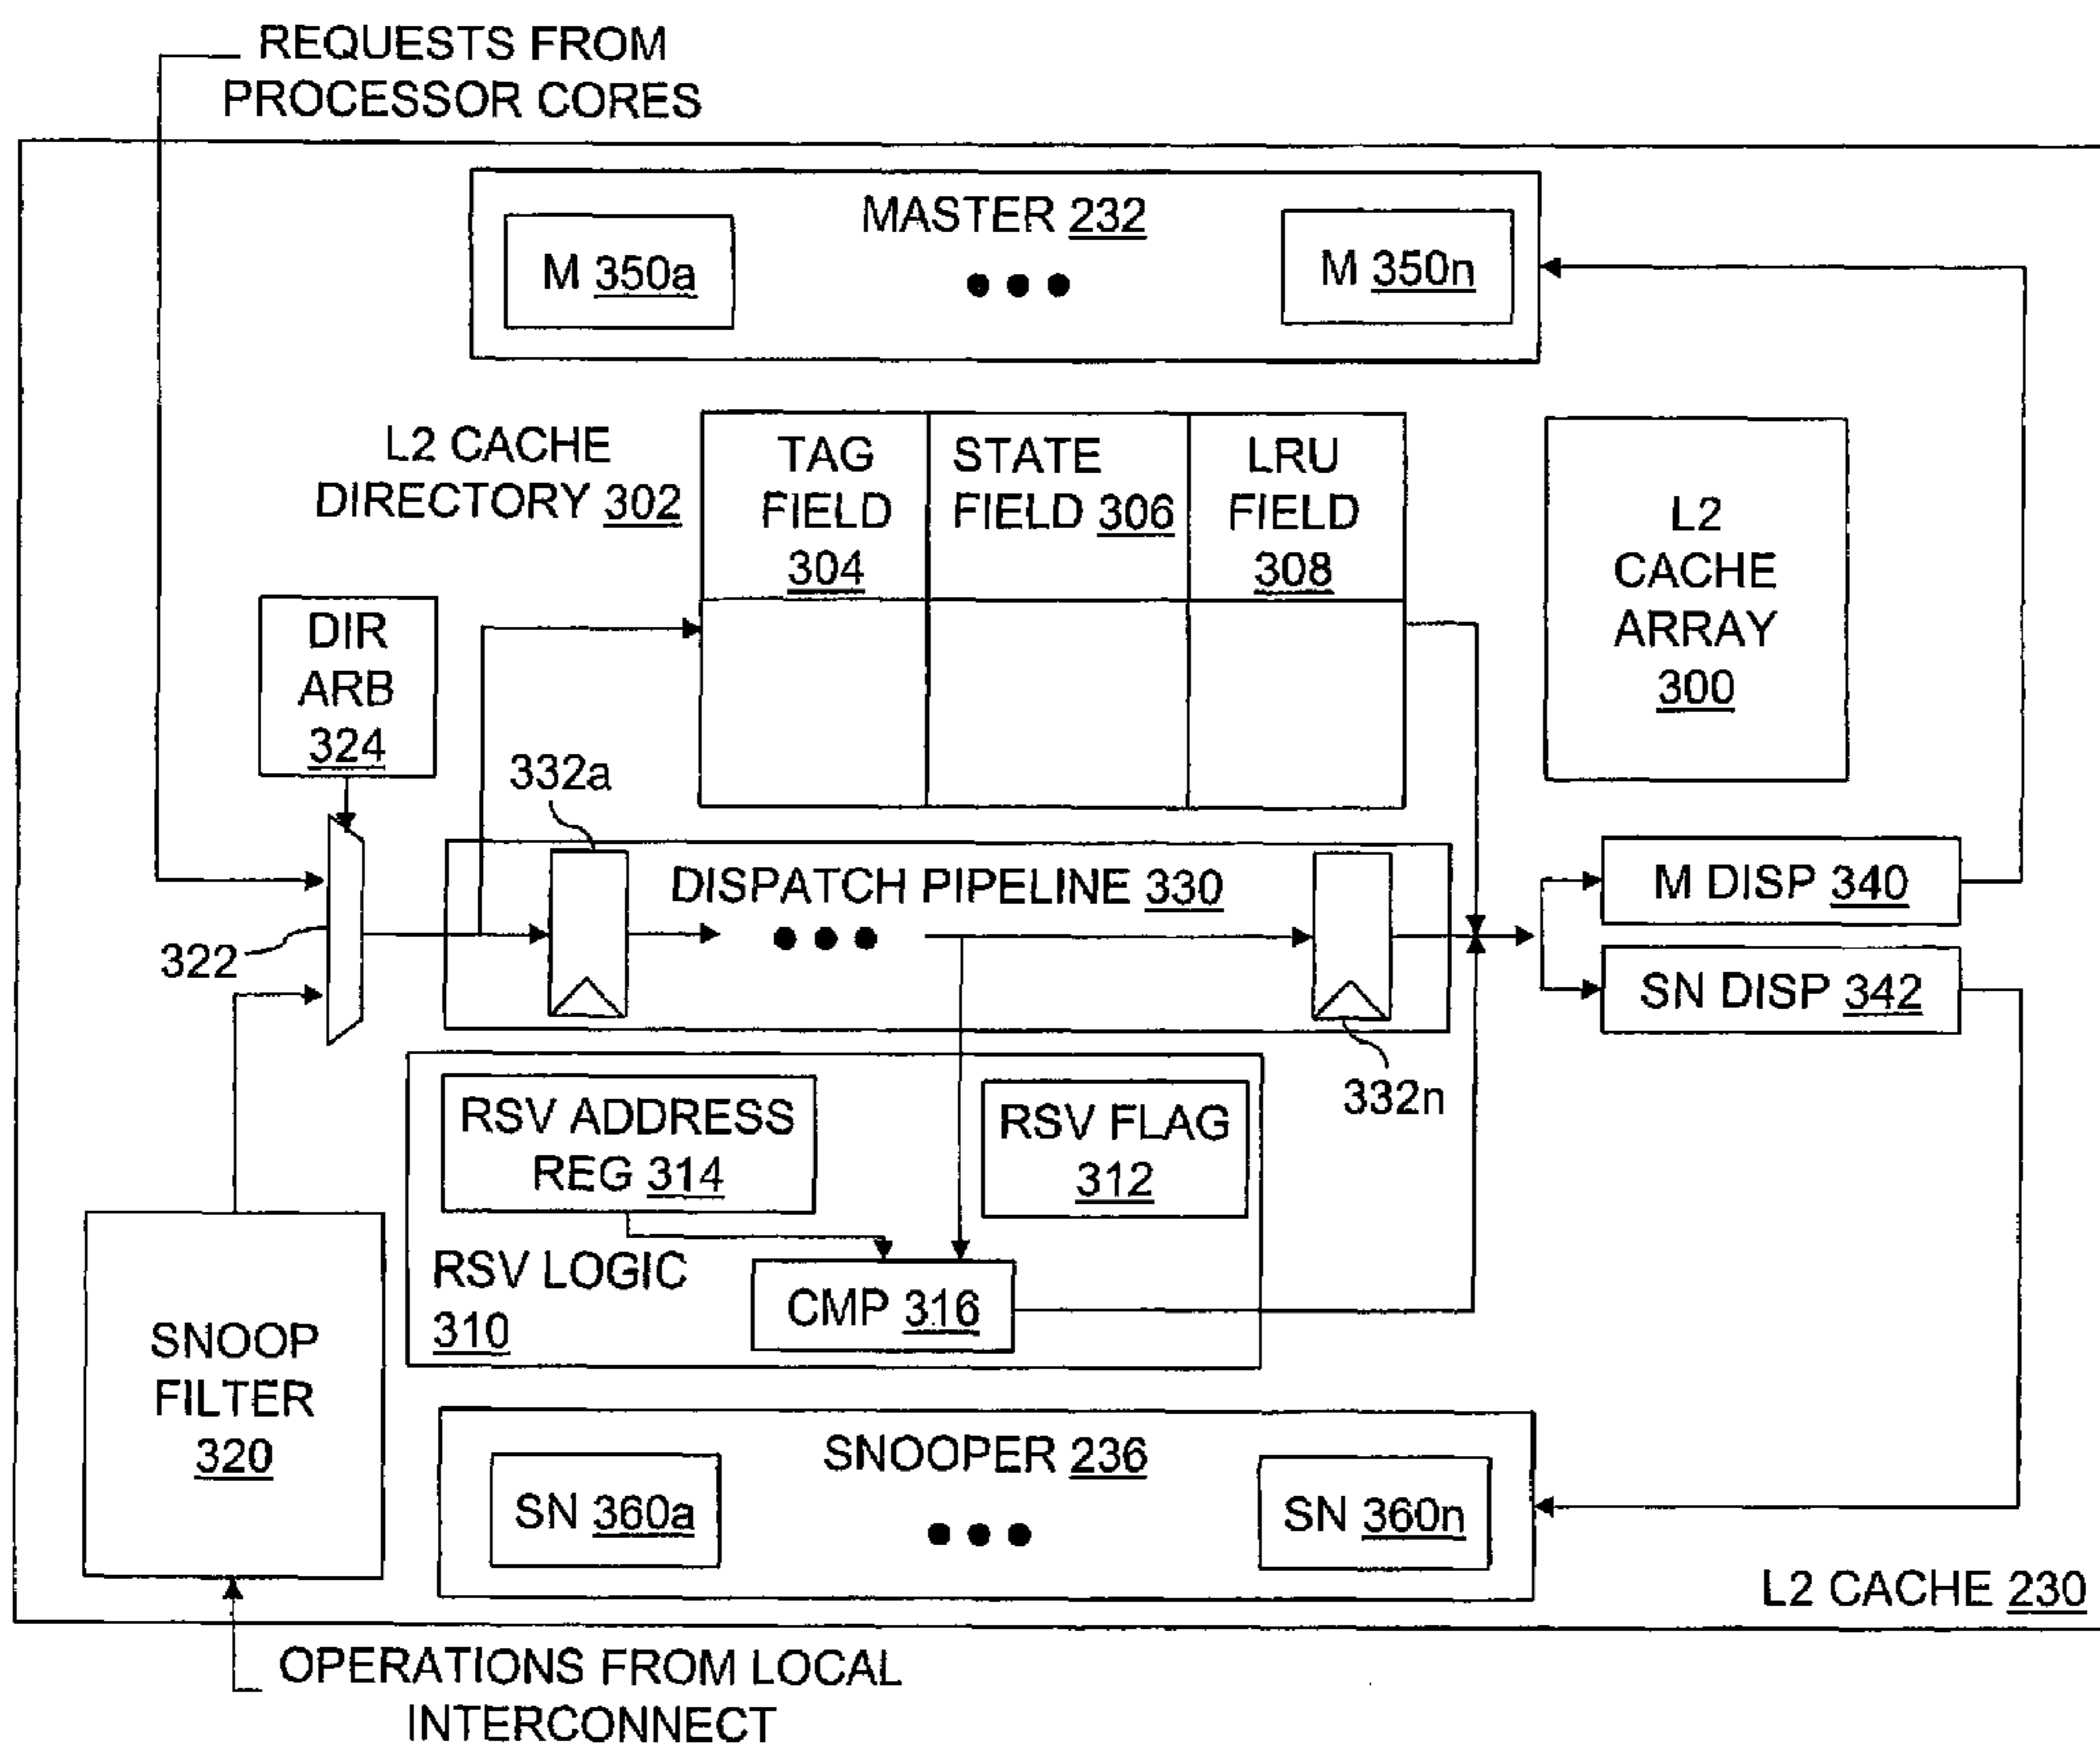 REQUESTS FROM
PROCESSOR CORES
MASTER 232
M 350a
M 350n
L2 CACHE
DIRECTORY 302
TAG
FIELD
304
STATE
FIELD 306
LRU
FIELD
308
L2
CACHE
ARRAY
300
DIR
ARB
324
332a
DISPATCH PIPELINE 330
322
332n
M DISP 340
SN DISP 342
RSV ADDRESS
REG 314
RSV FLAG
312
RSV LOGIC
310
CMP 316
SNOOP
FILTER
320
SNOOPER 236
SN 360a
SN 360n
L2 CACHE 230
OPERATIONS FROM LOCAL
INTERCONNECT